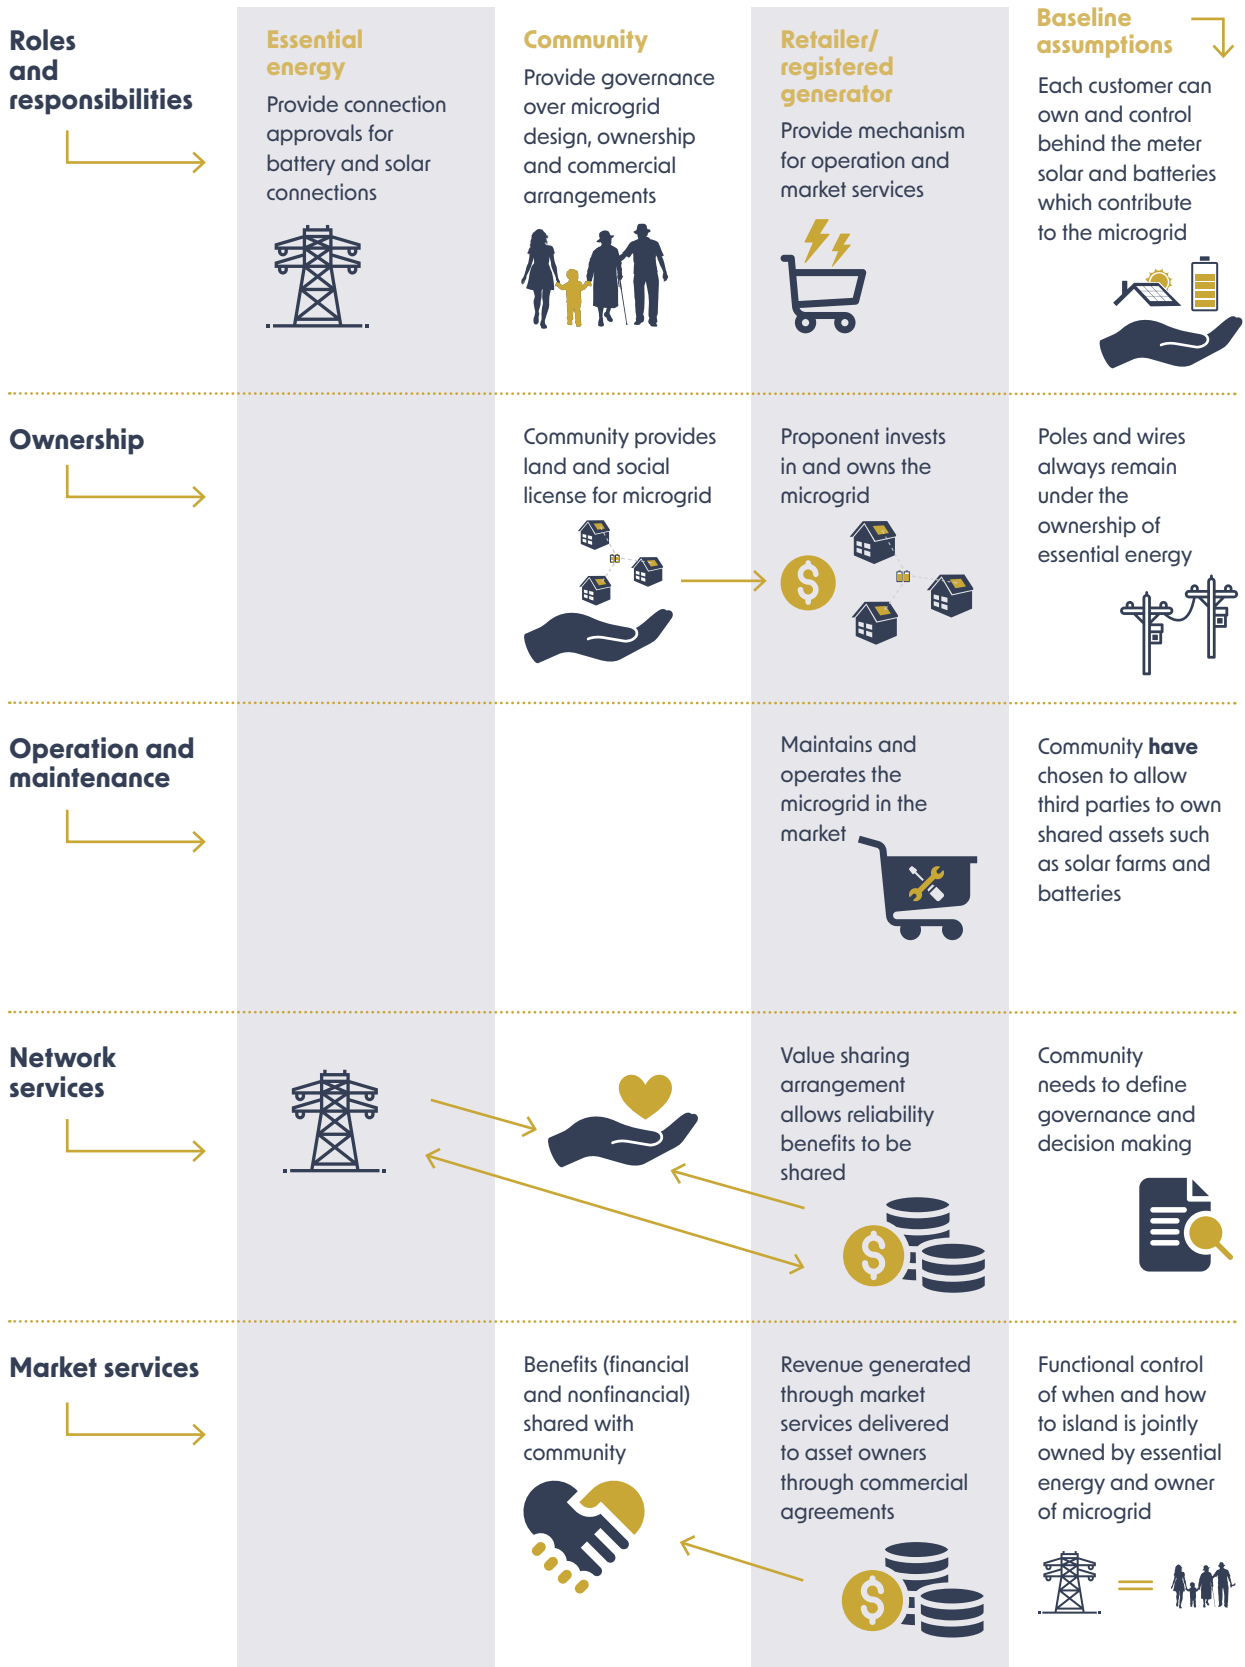 Roles
and
responsibilities
Essential
energy
Provide connection
approvals for
battery and solar
connections
Community
Provide governance
over microgrid
design, ownership
and commercial
arrangements
Retailer/
registered
generator
Provide mechanism
for operation and
market services
Baseline
assumptions
Each customer can
own and control
behind the meter
solar and batteries
which contribute
to the microgrid
Ownership
Community provides
land and social
license for microgrid
Proponent invests
in and owns the
microgrid
Poles and wires
always remain
under the
ownership of
essential energy
Operation and
maintenance
Maintains and
operates the
microgrid in the
market
Community have
chosen to allow
third parties to own
shared assets such
as solar farms and
batteries
Network
services
Value sharing
arrangement
allows reliability
benefits to be
shared
Community
needs to define
governance and
decision making
Market services
Benefits (financial
and nonfinancial)
shared with
community
Revenue generated
through market
services delivered
to asset owners
through commercial
agreements
Functional control
of when and how
to island is jointly
owned by essential
energy and owner
of microgrid